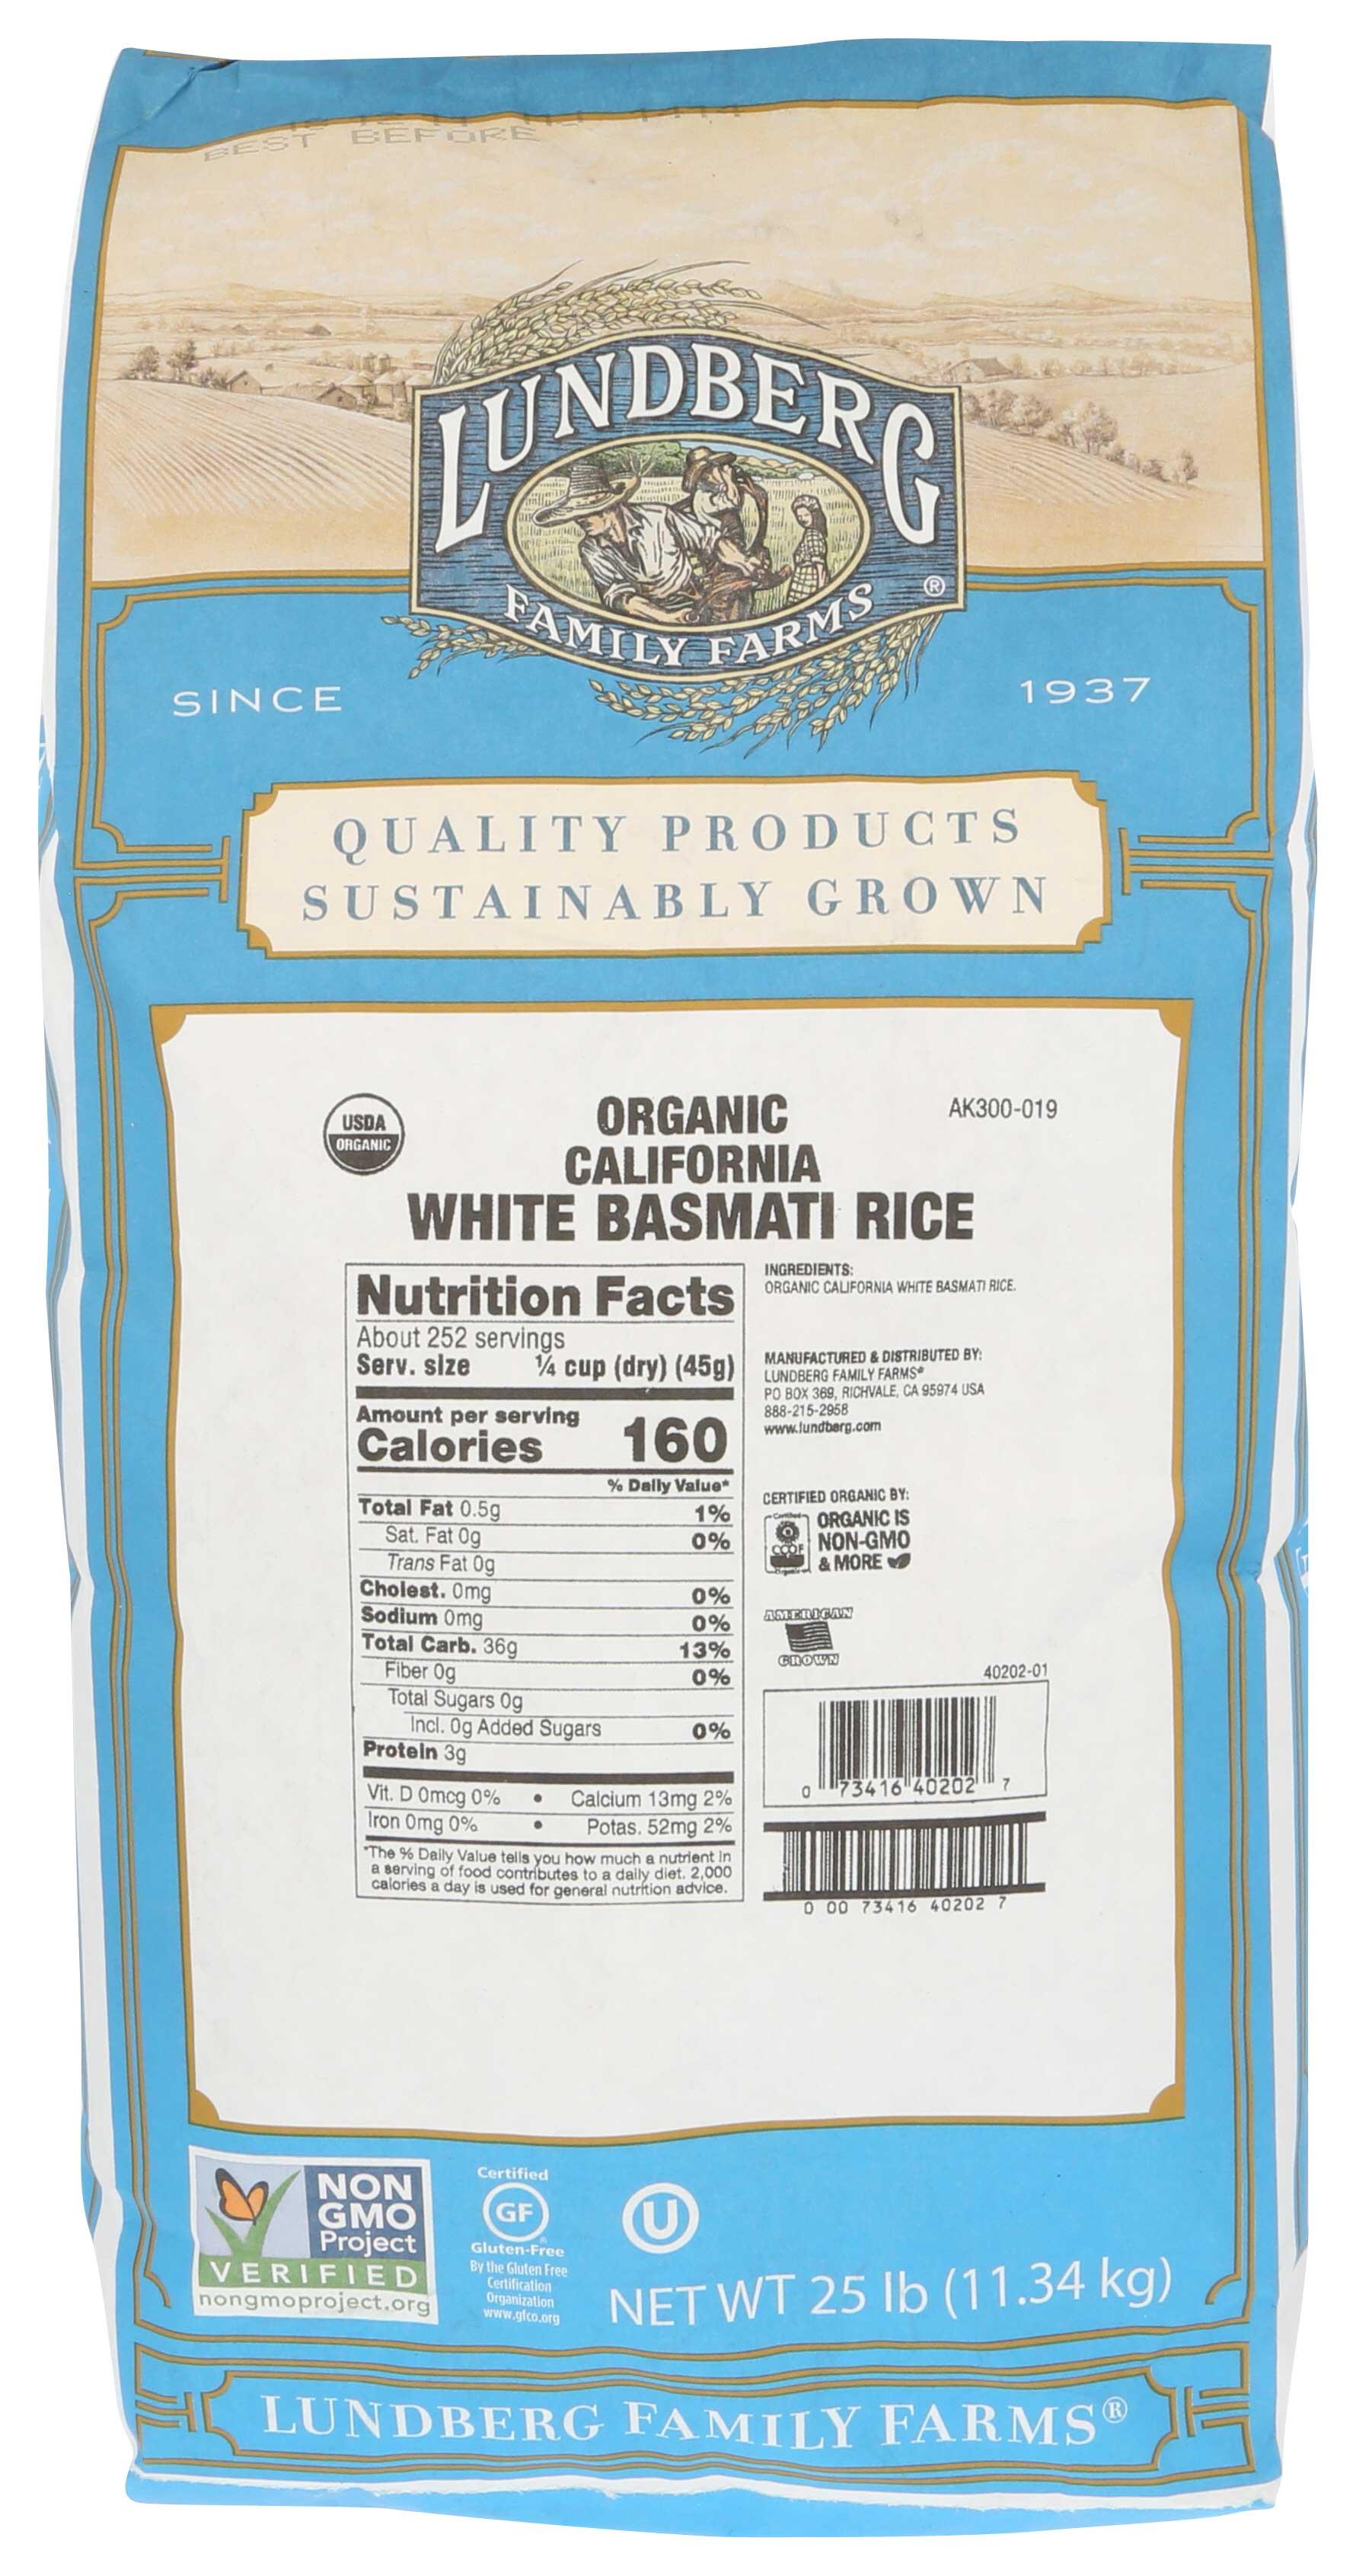 BEST BEFORE
LUNDBERG
FAMILY FARMS
®
SINCE 1937
QUALITY PRODUCTS
SUSTAINABLY GROWN
USDA
ORGANIC
ORGANIC
CALIFORNIA
WHITE BASMATI RICE
AK300-019
Nutrition Facts
About 252 servings
Serv. size 1/4 cup (dry) (45g)
Amount per serving
Calories 160
% Daily Value*
Total Fat 0.5g 1%
Sat. Fat 0g 0%
Trans Fat 0g
Cholest. 0mg 0%
Sodium 0mg 0%
Total Carb. 36g 13%
Fiber 0g 0%
Total Sugars 0g
Incl. 0g Added Sugars 0%
Protein 3g
Vit. D 0mcg 0% • Calcium 13mg 2%
Iron 0mg 0% • Potas. 52mg 2%
*The % Daily Value tells you how much a nutrient in
a serving of food contributes to a daily diet. 2,000
calories a day is used for general nutrition advice.
INGREDIENTS:
ORGANIC CALIFORNIA WHITE BASMATI RICE.
MANUFACTURED & DISTRIBUTED BY:
LUNDBERG FAMILY FARMS®
PO BOX 369, RICHVALE, CA 95974 USA
888-215-2958
www.lundberg.com
CERTIFIED ORGANIC BY:
Certified
CCOF
Organic
ORGANIC IS
NON-GMO
& MORE
AMERICAN
GROWN
40202-01
0 73416 40202 7
0 00 73416 40202 7
NON
GMO
Project
VERIFIED
nongmoproject.org
Certified
GF
Gluten-Free
By the Gluten Free
Certification
Organization
www.gfco.org
U
NET WT 25 lb (11.34 kg)
LUNDBERG FAMILY FARMS®